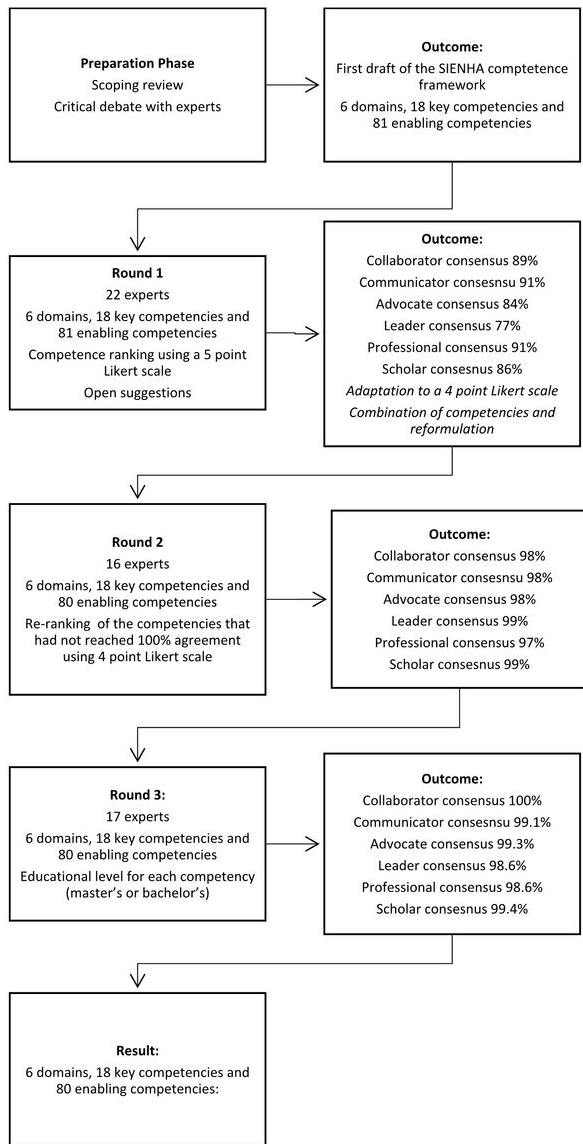 Preparation Phase
Scoping review
Critical debate with experts
Outcome:
First draft of the SIENHA comptetence
framework
6 domains, 18 key competencies and
81 enabling competencies
Round 1
22 experts
6 domains, 18 key competencies and
81 enabling competencies
Competence ranking using a 5 point
Likert scale
Open suggestions
Outcome:
Collaborator consensus 89%
Communicator consesnsu 91%
Advocate consensus 84%
Leader consensus 77%
Professional consensus 91%
Scholar consesnus 86%
Adaptation to a 4 point Likert scale
Combination of competencies and
reformulation
Round 2
16 experts
6 domains, 18 key competencies and
80 enabling competencies
Re-ranking of the competencies that
had not reached 100% agreement
using 4 point Likert scale
Outcome:
Collaborator consensus 98%
Communicator consesnsu 98%
Advocate consensus 98%
Leader consensus 99%
Professional consensus 97%
Scholar consesnus 99%
Round 3:
17 experts
6 domains, 18 key competencies and
80 enabling competencies
Educational level for each competency
(master's or bachelor's)
Outcome:
Collaborator consensus 100%
Communicator consesnsu 99.1%
Advocate consensus 99.3%
Leader consensus 98.6%
Professional consensus 98.6%
Scholar consesnus 99.4%
Result:
6 domains, 18 key competencies and
80 enabling competencies: